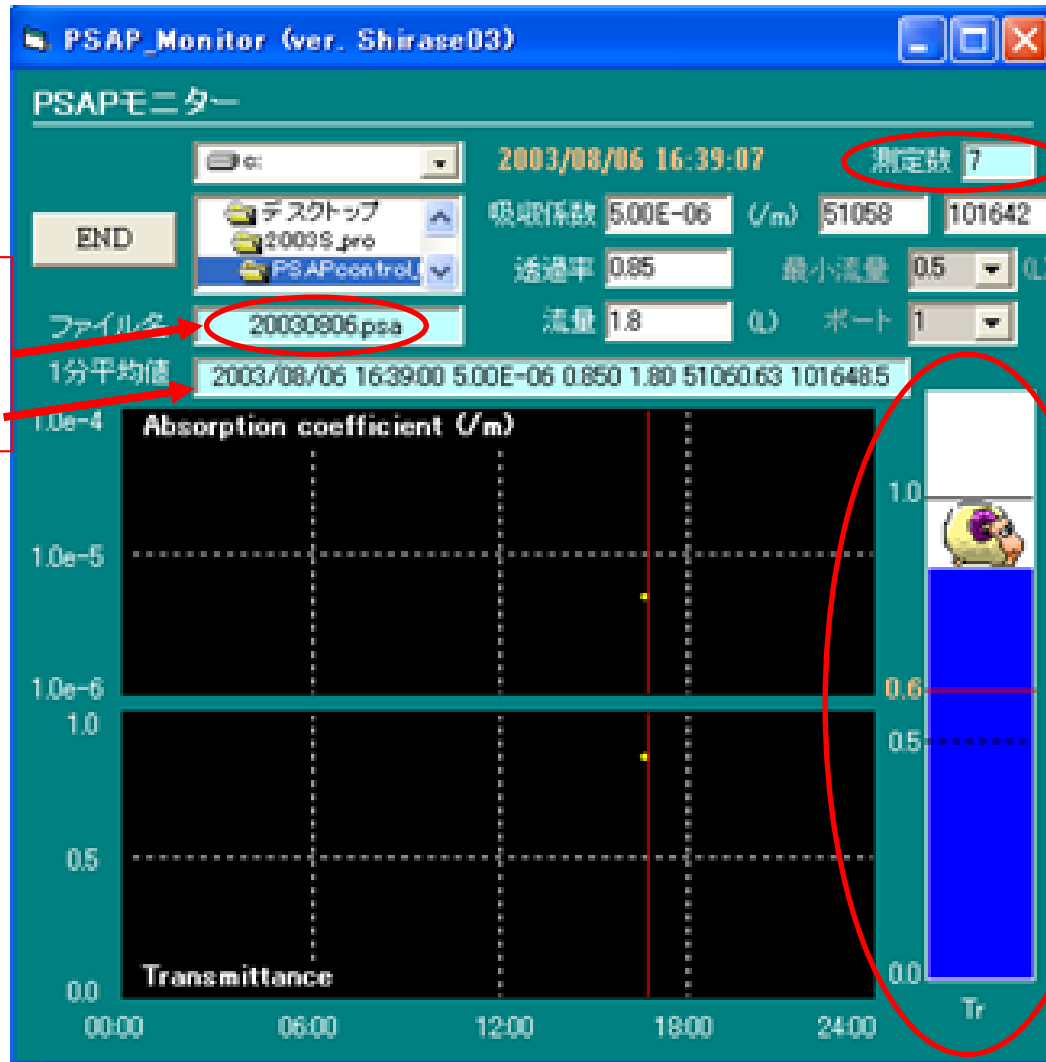 PSAP_Monitor (ver. Shirase03)
PSAPモニター
c: 2003/08/06 16:39:07 測定数 7
デスクトップ 吸収係数 5.00E-06 (/m) 51058 101642
END 2003S_pro
PSAPcontrol_ 透過率 0.85 最小流量 0.5 (L)
ファイル名 20030806.psa 流量 1.8 (L) ポート 1
1分平均値 2003/08/06 16:39:00 5.00E-06 0.850 1.80 51060.63 101648.5
1.0e-4 Absorption coefficient (/m)
1.0
1.0e-5
1.0e-6 0.6
1.0
0.5
0.5
Transmittance 0.0
0.0
00:00 06:00 12:00 18:00 24:00 Tr